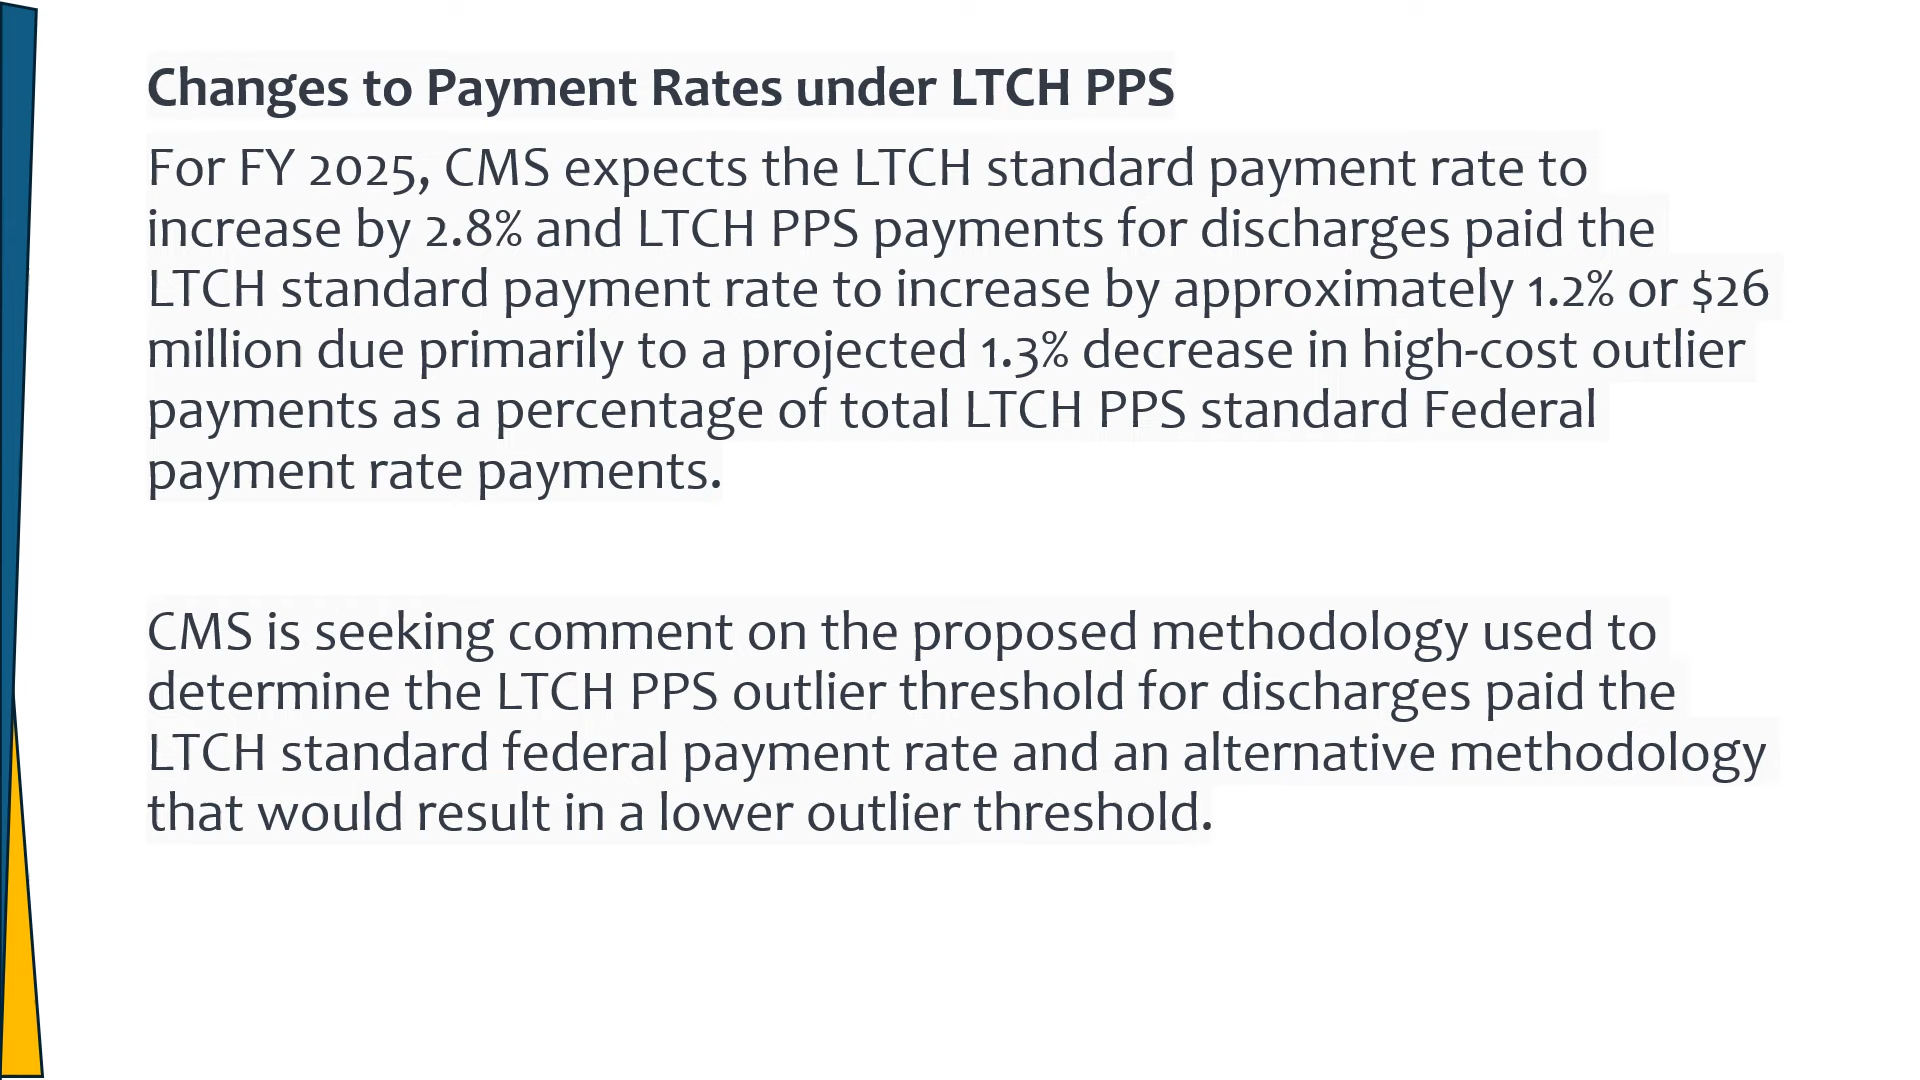 Changes to Payment Rates under LTCH PPS
For FY 2025, CMS expects the LTCH standard payment rate to
increase by 2.8% and LTCH PPS payments for discharges paid the
LTCH standard payment rate to increase by approximately 1.2% or $26
million due primarily to a projected 1.3% decrease in high-cost outlier
payments as a percentage of total LTCH PPS standard Federal
payment rate payments.
CMS is seeking comment on the proposed methodology used to
determine the LTCH PPS outlier threshold for discharges paid the
LTCH standard federal payment rate and an alternative methodology
that would result in a lower outlier threshold.